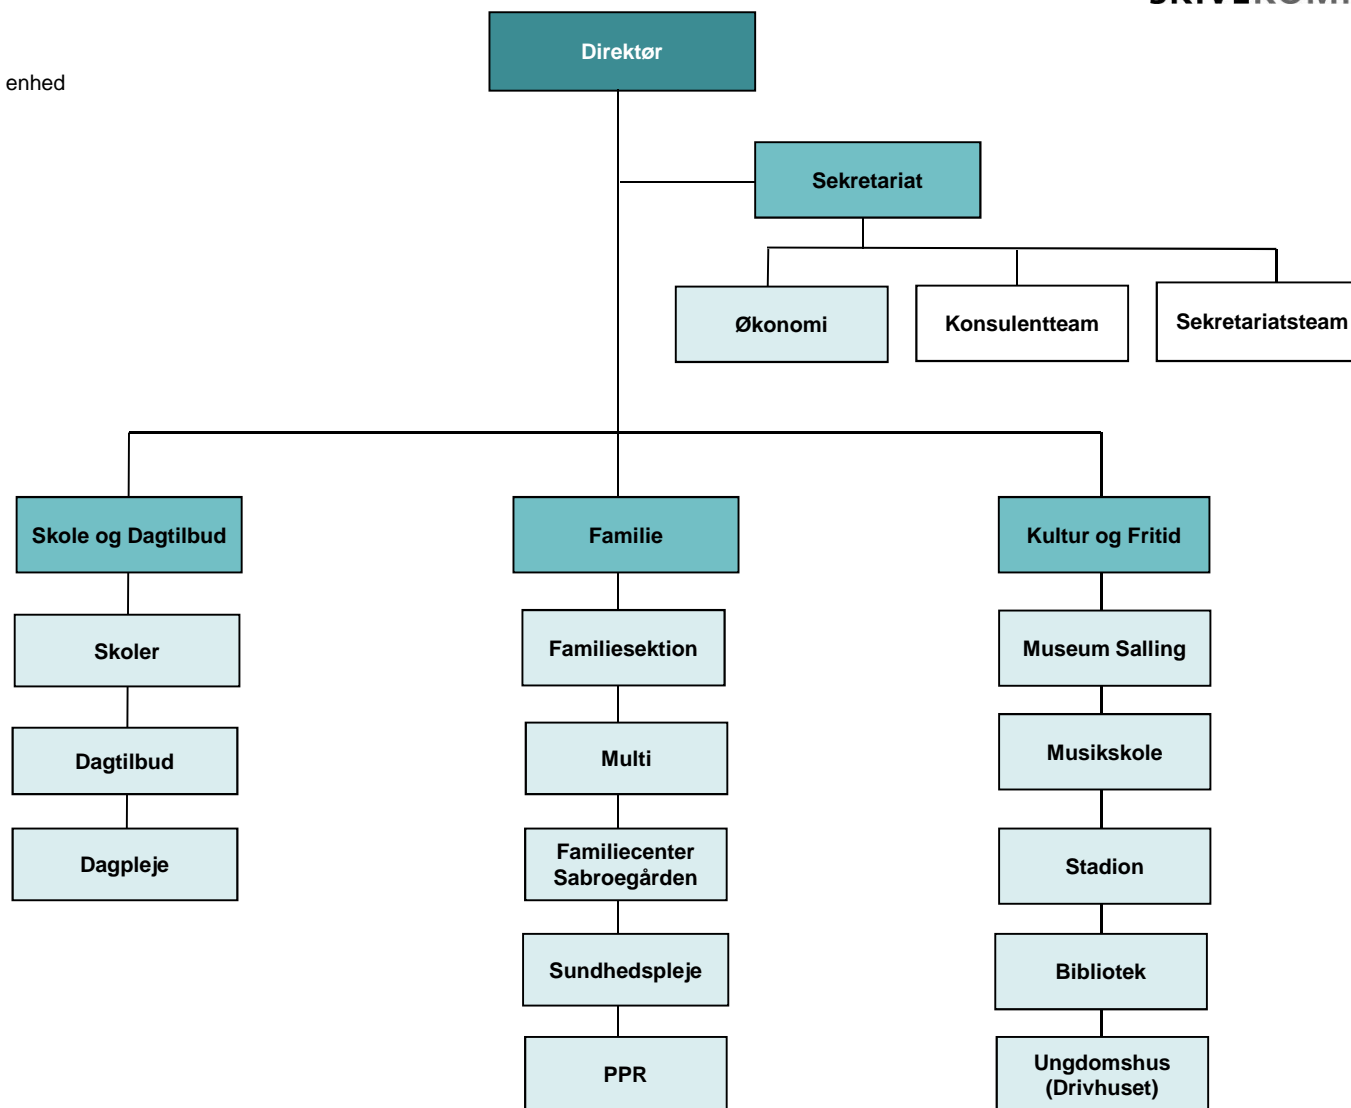 enhed
Direktør
Sekretariat
Økonomi
Konsulentteam
Sekretariatsteam
Skole og Dagtilbud
Familie
Kultur og Fritid
Skoler
Familiesektion
Museum Salling
Dagtilbud
Multi
Musikskole
Dagpleje
Familiecenter
Sabroegården
Stadion
Sundhedspleje
Bibliotek
PPR
Ungdomshus
(Drivhuset)